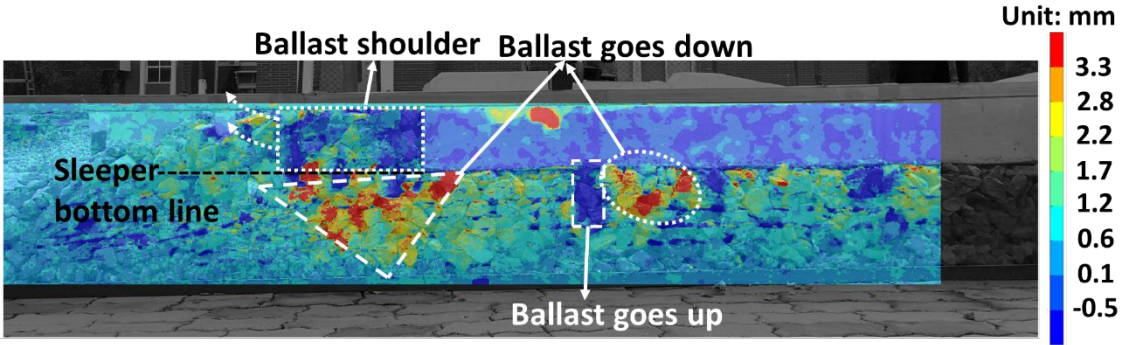 Unit: mm
Ballast shoulder
Ballast goes down
Sleeper
bottom line
Ballast goes up
3.3
2.8
2.2
1.7
1.2
0.6
0.1
-0.5